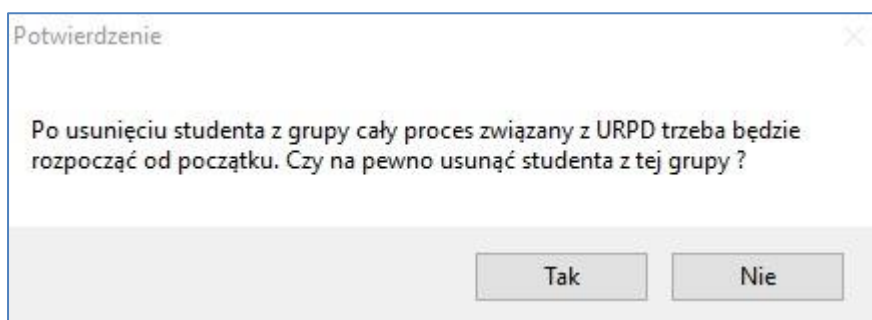 Potwierdzenie
Po usunięciu studenta z grupy cały proces związany z URPD trzeba będzie
rozpocząć od początku. Czy na pewno usunąć studenta z tej grupy ?
Tak
Nie